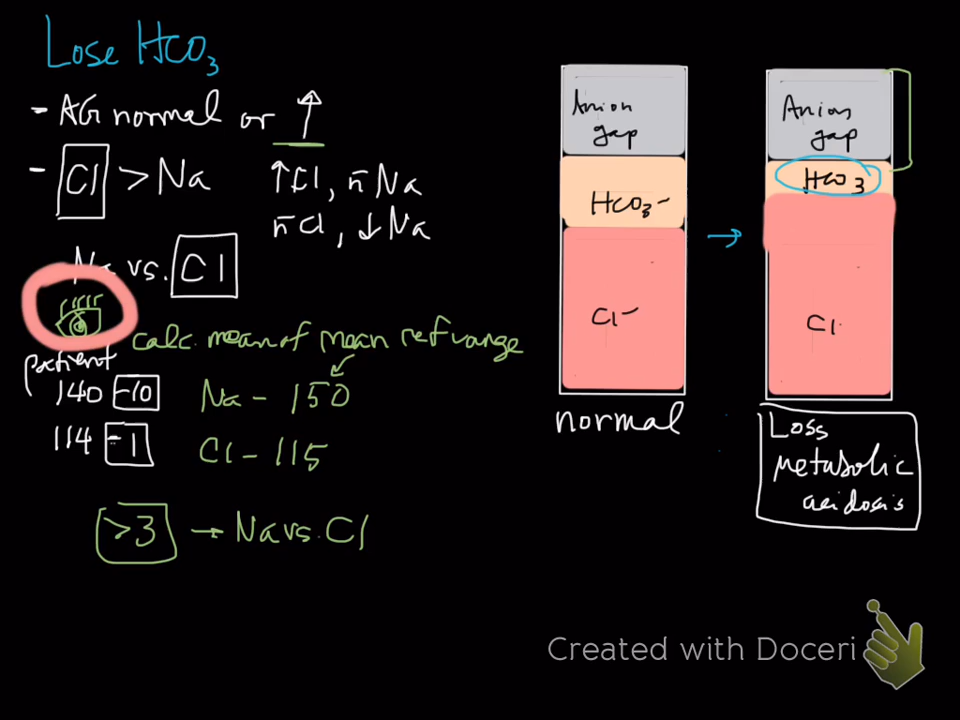 Lose HCO3
- AG normal or ↑
- Cl > Na
↑Cl, n̄ Na
n̄ Cl, ↓ Na
Na vs. Cl
calc. mean of mean ref range
patient
140 -10
Na - 150
114 -1
Cl - 115
>3 → Na vs. Cl
Anion
gap
HCO3-
Cl-
normal
→
Anion
gap
HCO3
Cl-
Loss
metabolic
acidosis
Created with Doceri